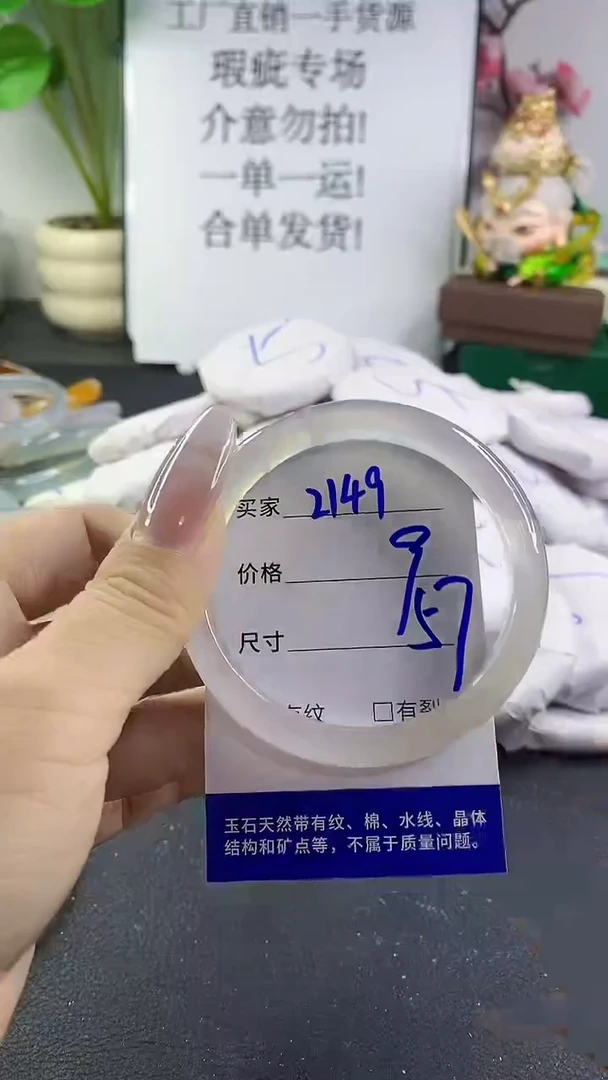 工厂直销一手货源
瑕疵专场
介意勿拍!
一单一运!
合单发货!
买家 2149
价格 9
尺寸 57
有纹 □有裂
玉石天然带有纹、棉、水线、晶体
结构和矿点等，不属于质量问题。